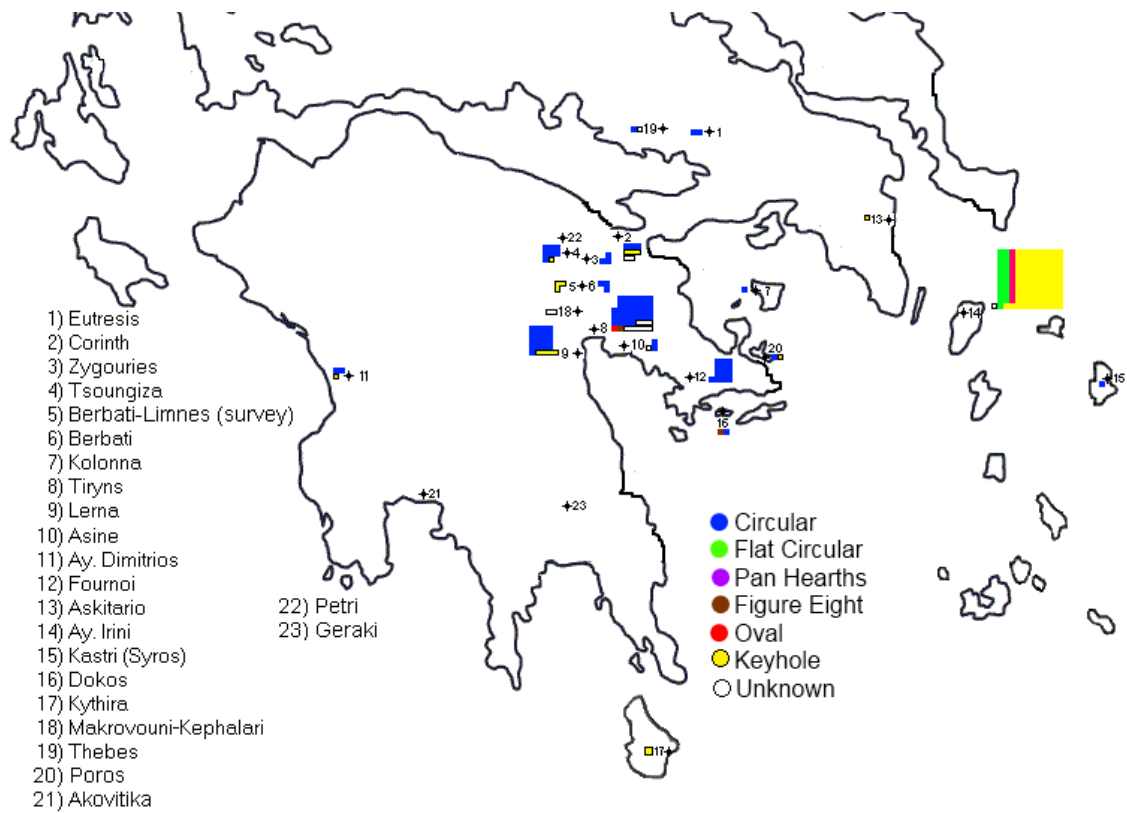 19
1
13
22
2
4
3
5
6
7
18
14
8
9
10
20
11
12
15
16
21
23
17
1) Eutresis
2) Corinth
3) Zygouries
4) Tsoungiza
5) Berbati-Limnes (survey)
6) Berbati
7) Kolonna
8) Tiryns
9) Lerna
10) Asine
11) Ay. Dimitrios
12) Fournoi
13) Askitario
14) Ay. Irini
15) Kastri (Syros)
16) Dokos
17) Kythira
18) Makrovouni-Kephalari
19) Thebes
20) Poros
21) Akovitika
22) Petri
23) Geraki
Circular
Flat Circular
Pan Hearths
Figure Eight
Oval
Keyhole
Unknown